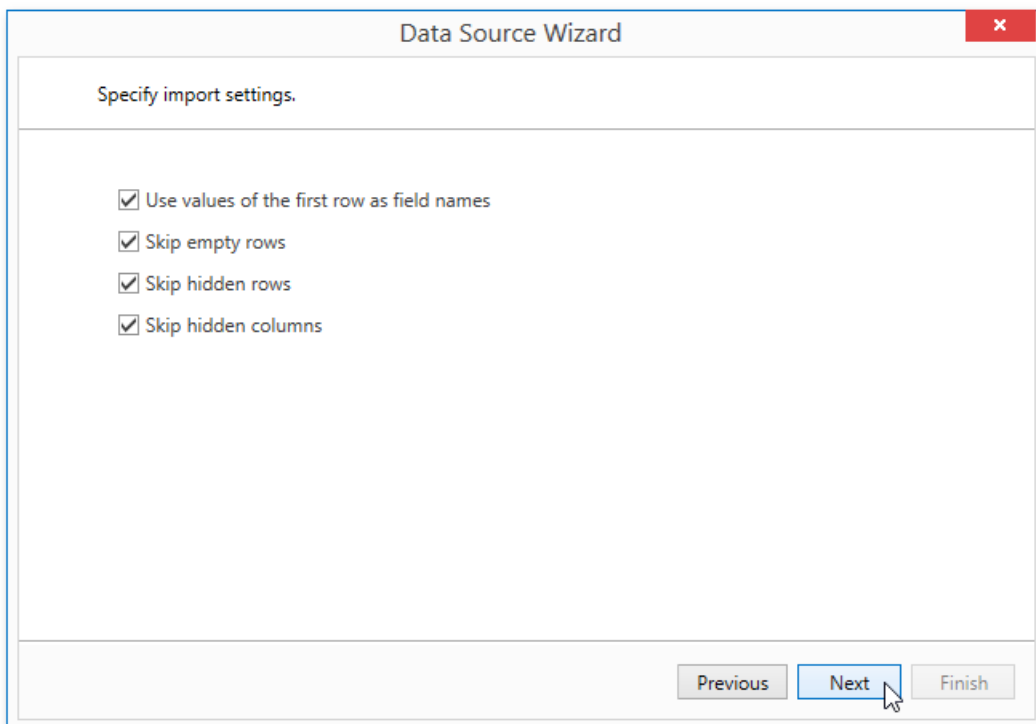 Data Source Wizard
Specify import settings.
Use values of the first row as field names
Skip empty rows
Skip hidden rows
Skip hidden columns
Previous Next Finish